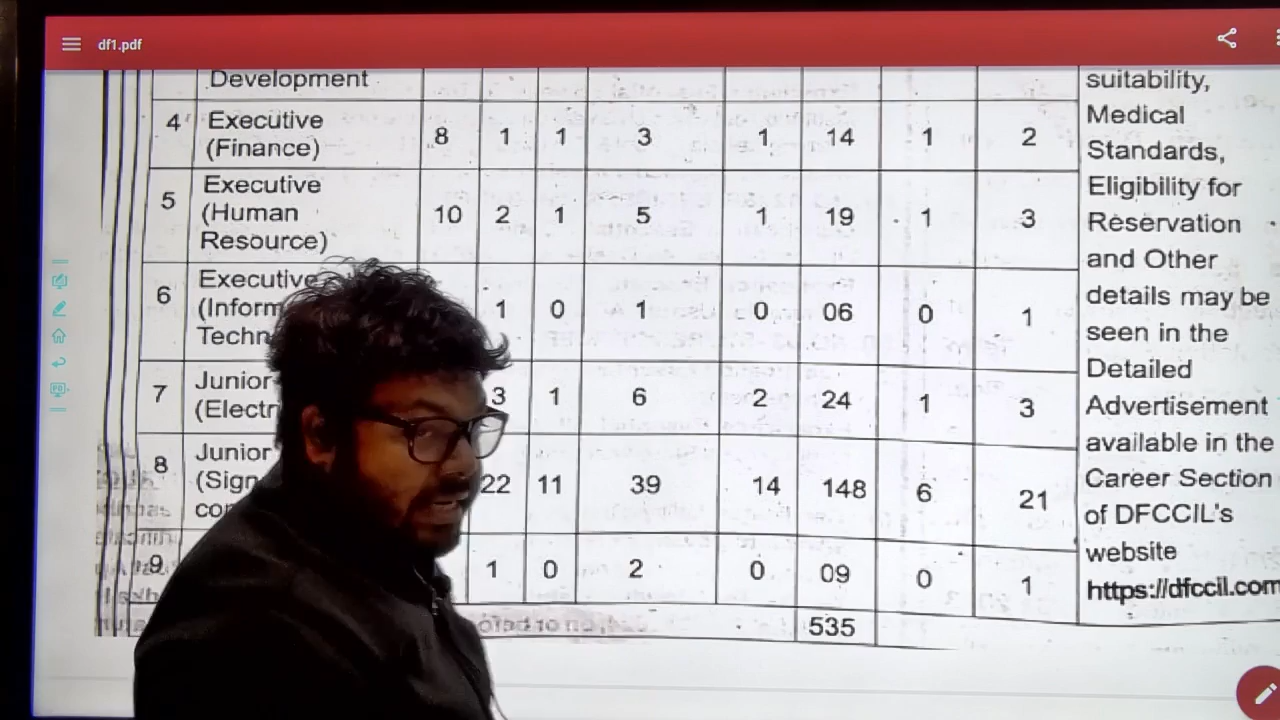 df1.pdf
Development
4 Executive (Finance) 8 1 1 3 1 14 1 2
5 Executive (Human Resource) 10 2 1 5 1 19 1 3
6 Executive 1 0 1 0 06 0 1
7 Junior 3 1 6 2 24 1 3
8 Junior 22 11 39 14 148 6 21
9 1 0 2 0 09 0 1
535
suitability,
Medical
Standards,
Eligibility for
Reservation
and Other
details may be
seen in the
Detailed
Advertisement
available in the
Career Section
of DFCCIL's
website
https://dfccil.com